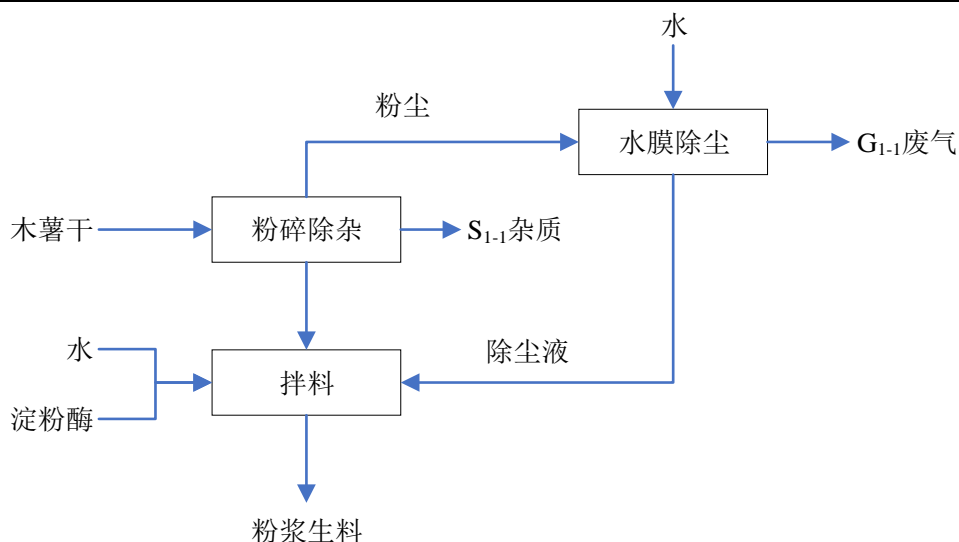 水
粉尘
水膜除尘
G1-1废气
木薯干
粉碎除杂
S1-1杂质
水
除尘液
拌料
淀粉酶
粉浆生料